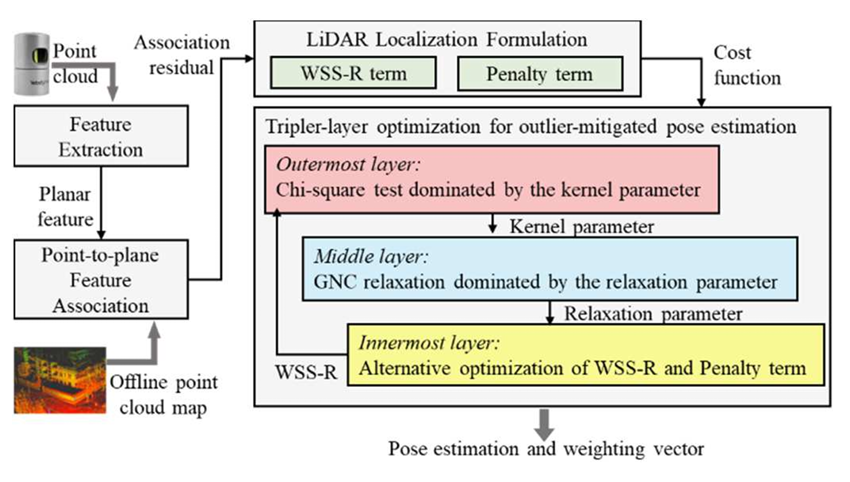 Point
cloud
Association
residual
LiDAR Localization Formulation
WSS-R term
Penalty term
Cost
function
Feature
Extraction
Planar
feature
Point-to-plane
Feature
Association
Offline point
cloud map
Tripler-layer optimization for outlier-mitigated pose estimation
Outermost layer:
Chi-square test dominated by the kernel parameter
Kernel parameter
Middle layer:
GNC relaxation dominated by the relaxation parameter
Relaxation parameter
Innermost layer:
Alternative optimization of WSS-R and Penalty term
WSS-R
Pose estimation and weighting vector